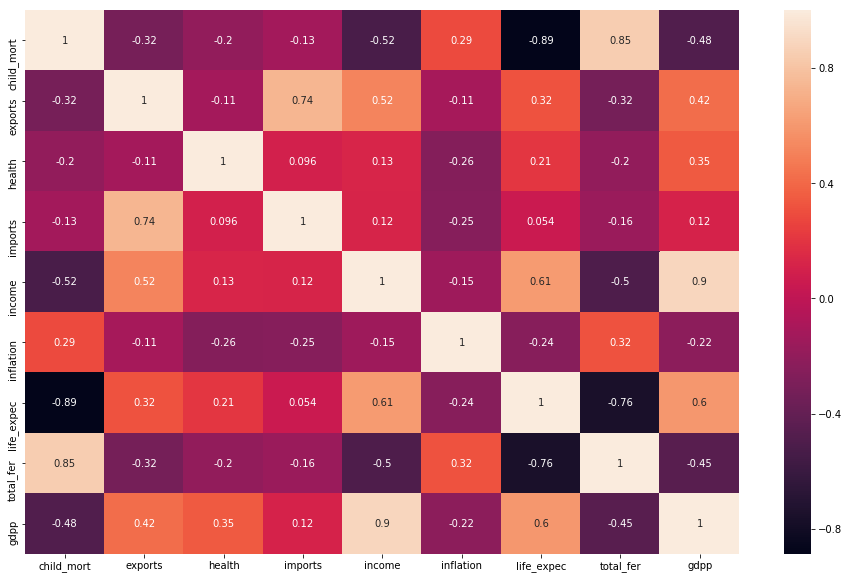 child_mort 1 -0.32 -0.2 -0.13 -0.52 0.29 -0.89 0.85 -0.48
exports -0.32 1 -0.11 0.74 0.52 -0.11 0.32 -0.32 0.42
health -0.2 -0.11 1 0.096 0.13 -0.26 0.21 -0.2 0.35
imports -0.13 0.74 0.096 1 0.12 -0.25 0.054 -0.16 0.12
income -0.52 0.52 0.13 0.12 1 -0.15 0.61 -0.5 0.9
inflation 0.29 -0.11 -0.26 -0.25 -0.15 1 -0.24 0.32 -0.22
life_expec -0.89 0.32 0.21 0.054 0.61 -0.24 1 -0.76 0.6
total_fer 0.85 -0.32 -0.2 -0.16 -0.5 0.32 -0.76 1 -0.45
gdpp -0.48 0.42 0.35 0.12 0.9 -0.22 0.6 -0.45 1
child_mort exports health imports income inflation life_expec total_fer gdpp
0.8
0.4
0.0
−0.4
−0.8